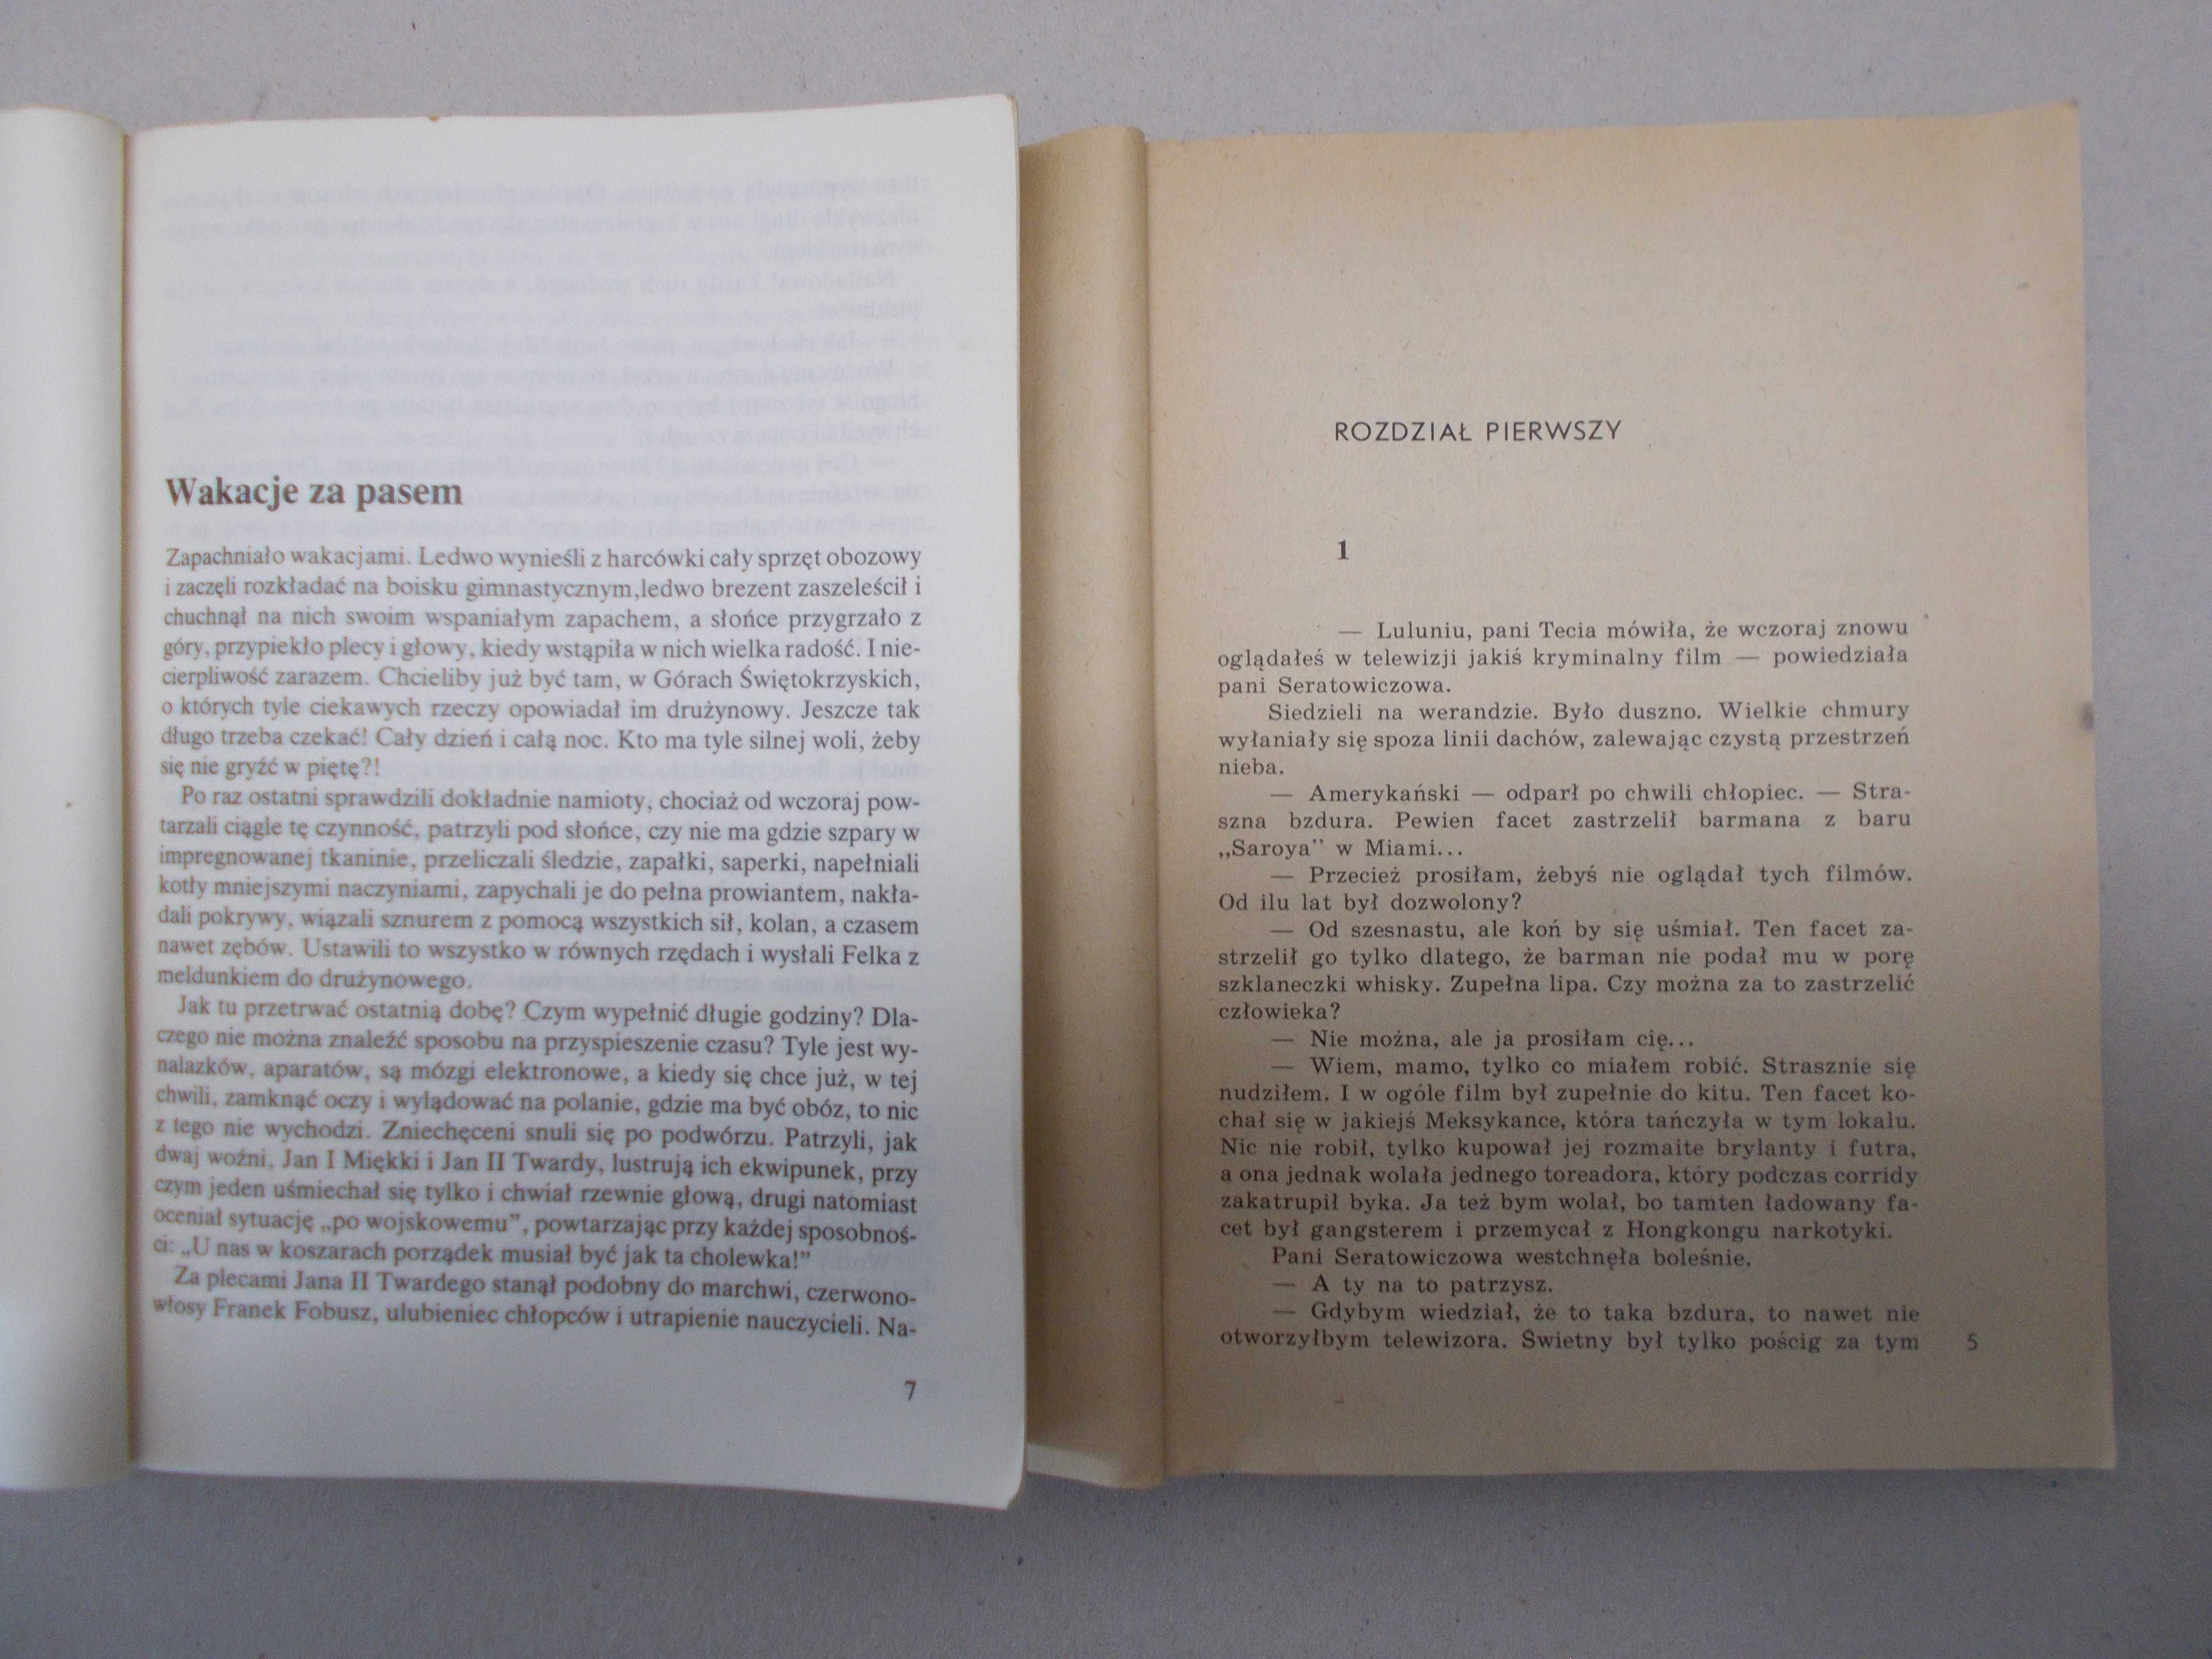 Wakacje za pasem
Zapachniało wakacjami. Ledwo wynieśli z harcówki cały sprzęt obozowy
i zaczęli rozkładać na boisku gimnastycznym,ledwo brezent zaszeleścił i
chuchnął na nich swoim wspaniałym zapachem, a słońce przygrzało z
góry, przypiekło plecy i głowy, kiedy wstąpiła w nich wielka radość. I nie-
cierpliwość zarazem. Chcieliby już być tam, w Górach Świętokrzyskich,
o których tyle ciekawych rzeczy opowiadał im drużynowy. Jeszcze tak
długo trzeba czekać! Cały dzień i całą noc. Kto ma tyle silnej woli, żeby
się nie gryźć w piętę?!
Po raz ostatni sprawdzili dokładnie namioty, chociaż od wczoraj pow-
tarzali ciągle tę czynność, patrzyli pod słońce, czy nie ma gdzie szpary w
impregnowanej tkaninie, przeliczali śledzie, zapałki, saperki, napełniali
kotły mniejszymi naczyniami, zapychali je do pełna prowiantem, nakła-
dali pokrywy, wiązali sznurem z pomocą wszystkich sił, kolan, a czasem
nawet zębów. Ustawili to wszystko w równych rzędach i wysłali Felka z
meldunkiem do drużynowego.
Jak tu przetrwać ostatnią dobę? Czym wypełnić długie godziny? Dla-
czego nie można znaleźć sposobu na przyspieszenie czasu? Tyle jest wy-
nalazków, aparatów, są mózgi elektronowe, a kiedy się chce już, w tej
chwili, zamknąć oczy i wylądować na polanie, gdzie ma być obóz, to nic
z tego nie wychodzi. Zniechęceni snuli się po podwórzu. Patrzyli, jak
dwaj woźni, Jan I Miękki i Jan II Twardy, lustrują ich ekwipunek, przy
czym jeden uśmiechał się tylko i chwiał rzewnie głową, drugi natomiast
oceniał sytuację „po wojskowemu”, powtarzając przy każdej sposobnoś-
ci: „U nas w koszarach porządek musiał być jak ta cholewka!”
Za plecami Jana II Twardego stanął podobny do marchwi, czerwono-
włosy Franek Fobusz, ulubieniec chłopców i utrapienie nauczycieli. Na-
7
ROZDZIAŁ PIERWSZY
1
— Luluniu, pani Tecia mówiła, że wczoraj znowu
oglądałeś w telewizji jakiś kryminalny film — powiedziała
pani Seratowiczowa.
Siedzieli na werandzie. Było duszno. Wielkie chmury
wyłaniały się spoza linii dachów, zalewając czystą przestrzeń
nieba.
— Amerykański — odparł po chwili chłopiec. — Stra-
szna bzdura. Pewien facet zastrzelił barmana z baru
„Saroya” w Miami...
— Przecież prosiłam, żebyś nie oglądał tych filmów.
Od ilu lat był dozwolony?
— Od szesnastu, ale koń by się uśmiał. Ten facet za-
strzelił go tylko dlatego, że barman nie podał mu w porę
szklaneczki whisky. Zupełna lipa. Czy można za to zastrzelić
człowieka?
— Nie można, ale ja prosiłam cię...
— Wiem, mamo, tylko co miałem robić. Strasznie się
nudziłem. I w ogóle film był zupełnie do kitu. Ten facet ko-
chał się w jakiejś Meksykance, która tańczyła w tym lokalu.
Nic nie robił, tylko kupował jej rozmaite brylanty i futra,
a ona jednak wolała jednego toreadora, który podczas corridy
zakatrupił byka. Ja też bym wolał, bo tamten ładowany fa-
cet był gangsterem i przemycał z Hongkongu narkotyki.
Pani Seratowiczowa westchnęła boleśnie.
— A ty na to patrzysz.
— Gdybym wiedział, że to taka bzdura, to nawet nie
otworzyłbym telewizora. Świetny był tylko pościg za tym
5